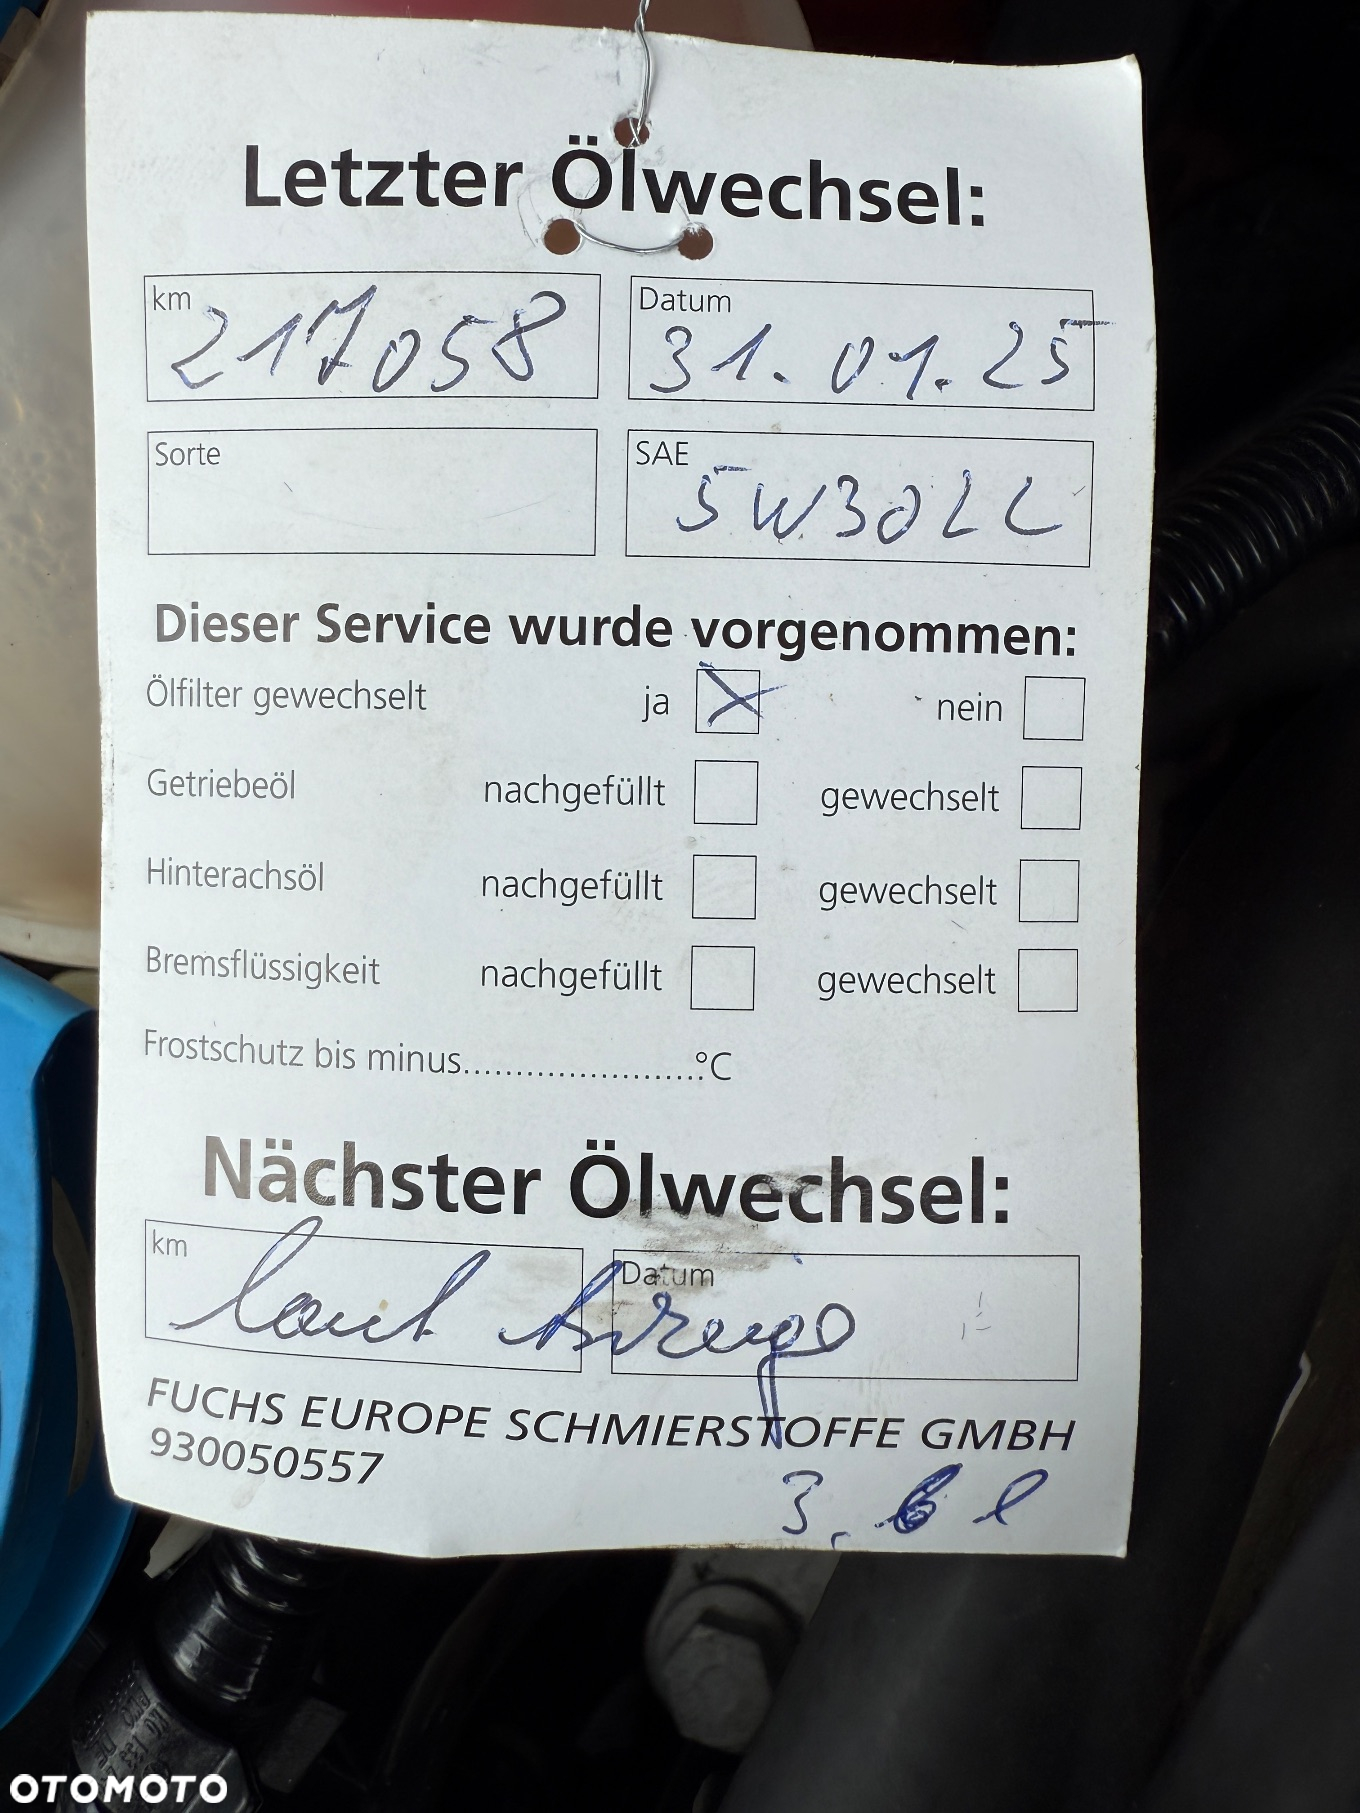 Letzter Ölwechsel:
km 217058 Datum 31.01.25
Sorte SAE 5W30LL
Dieser Service wurde vorgenommen:
Ölfilter gewechselt ja X nein
Getriebeöl nachgefüllt gewechselt
Hinterachsöl nachgefüllt gewechselt
Bremsflüssigkeit nachgefüllt gewechselt
Frostschutz bis minus.......................°C
Nächster Ölwechsel:
km Datum
laut Anzeige
FUCHS EUROPE SCHMIERSTOFFE GMBH
930050557
3.6 l
OTOMOTO